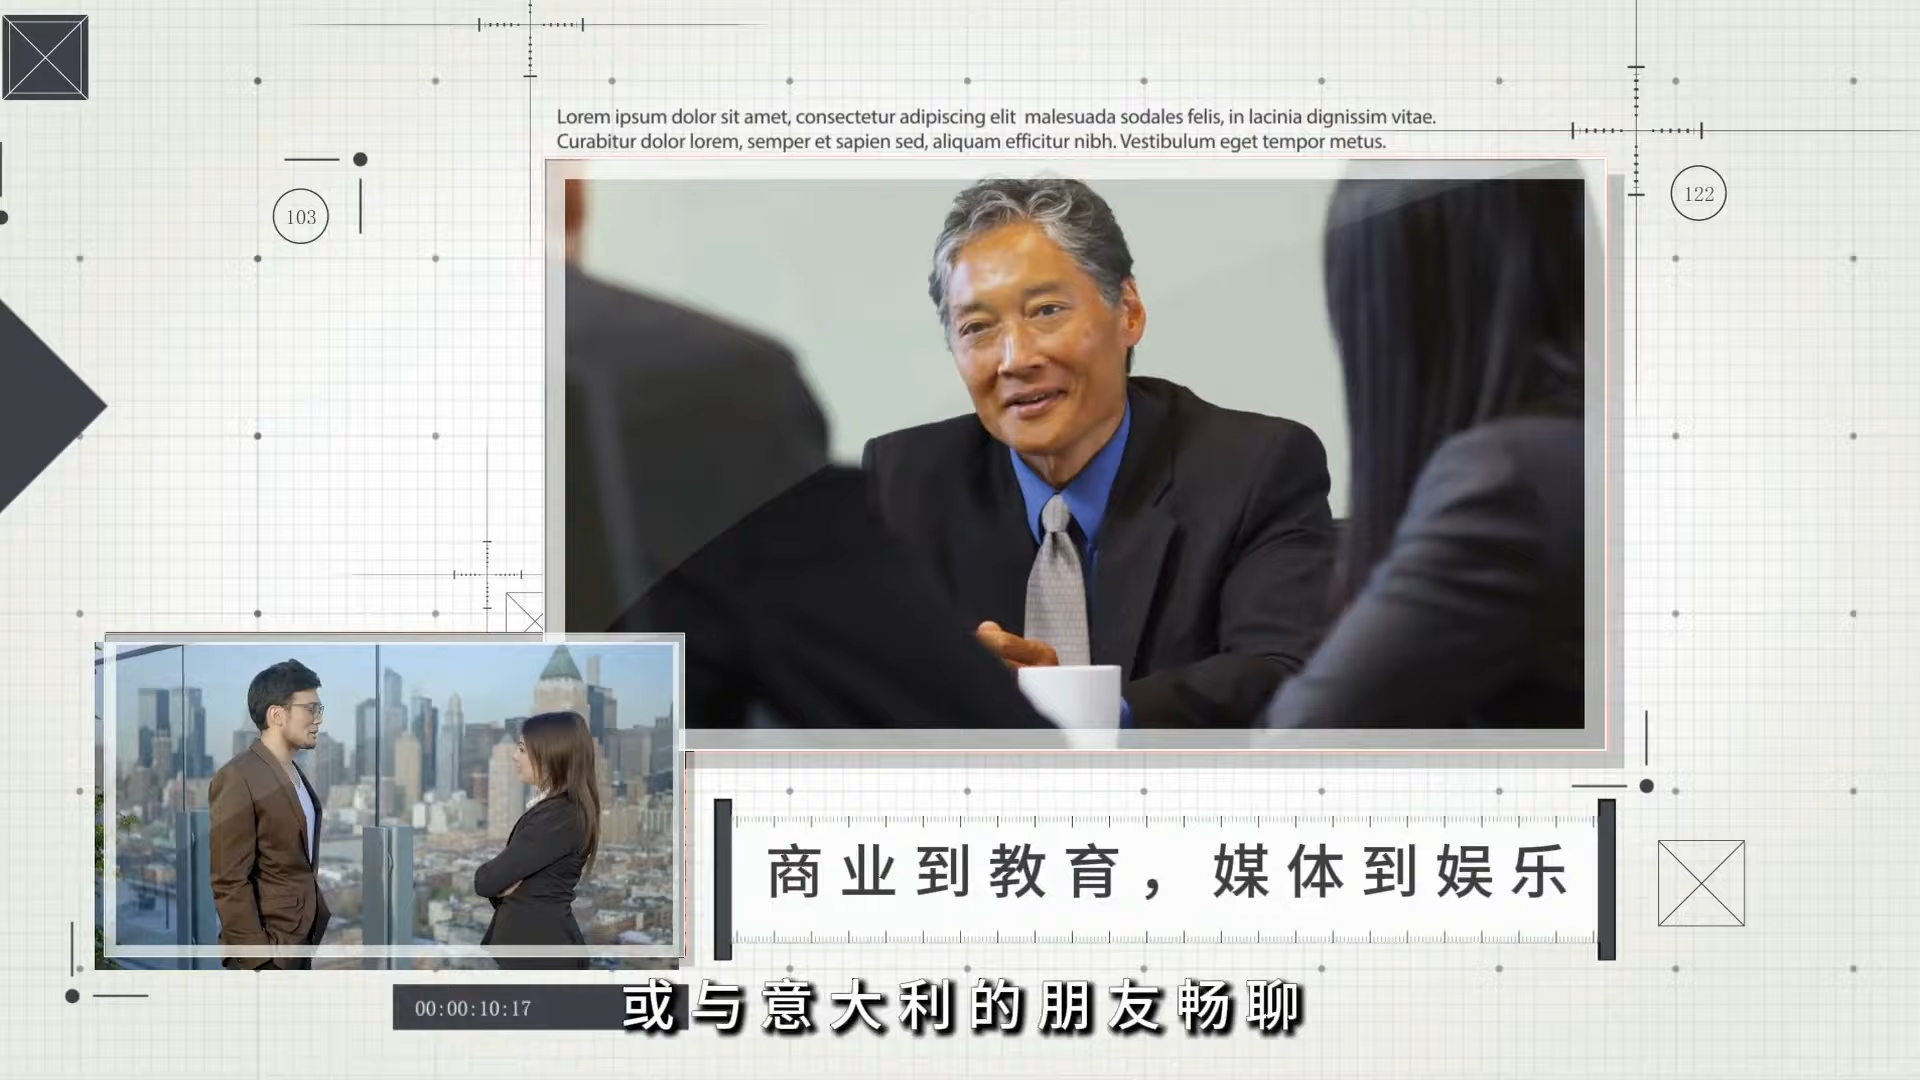 Lorem ipsum dolor sit amet, consectetur adipiscing elit malesuada sodales felis, in lacinia dignissim vitae.
Curabitur dolor lorem, semper et sapien sed, aliquam efficitur nibh. Vestibulum eget tempor metus.
103
122
商业到教育，媒体到娱乐
00:00:10:17
或与意大利的朋友畅聊